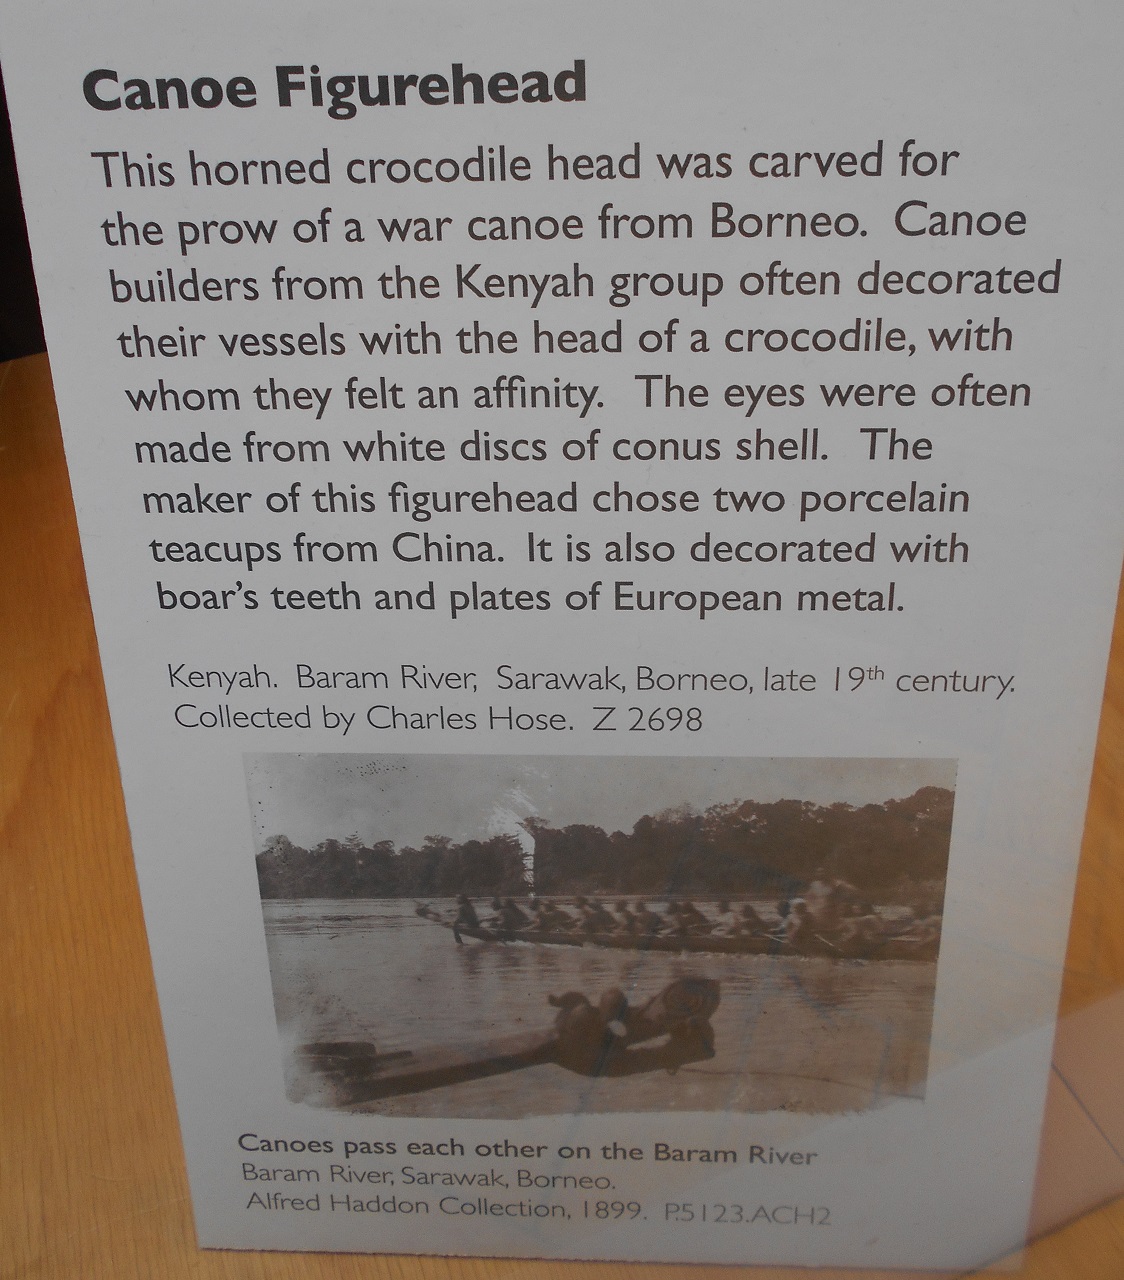 Canoe Figurehead
This horned crocodile head was carved for
the prow of a war canoe from Borneo.  Canoe
builders from the Kenyah group often decorated
their vessels with the head of a crocodile, with
whom they felt an affinity.  The eyes were often
made from white discs of conus shell.  The
maker of this figurehead chose two porcelain
teacups from China.  It is also decorated with
boar's teeth and plates of European metal.
Kenyah.  Baram River,  Sarawak, Borneo, late 19th century.
Collected by Charles Hose.  Z 2698
Canoes pass each other on the Baram River
Baram River, Sarawak, Borneo.
Alfred Haddon Collection, 1899.  P.5123.ACH2